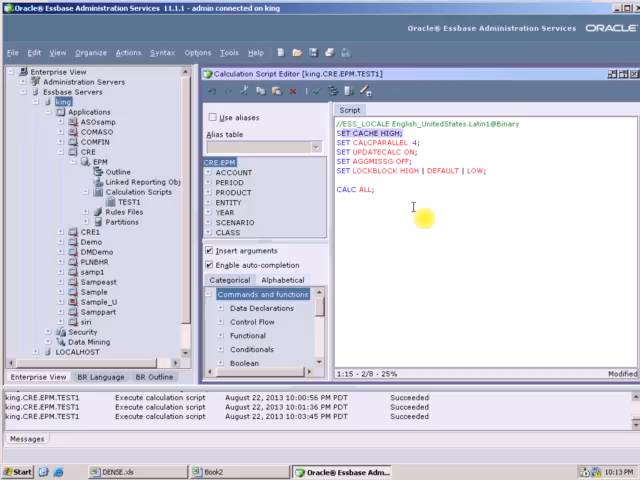 Oracle® Essbase Administration Services 11.1.1 - admin connected on king
Oracle® Essbase Administration Services ORACLE
File Edit View Organize Actions Syntax Options Tools Help
Enterprise View
Administration Servers
Essbase Servers
king
Applications
ASOsamp
COMASO
COMFIN
CRE
EPM
Outline
Linked Reporting Obj
Calculation Scripts
TEST1
Rules Files
Partitions
CRE1
Demo
DMDemo
PLNBHR
samp1
Sampeast
Sample
Sample_U
Samppart
siri
Security
Data Mining
LOCALHOST
Enterprise View BR Language BR Outline
Calculation Script Editor [king.CRE.EPM.TEST1]
Use aliases
Alias table
CRE.EPM
ACCOUNT
PERIOD
PRODUCT
ENTITY
YEAR
SCENARIO
CLASS
Insert arguments
Enable auto-completion
Categorical Alphabetical
Commands and functions
Data Declarations
Control Flow
Functional
Conditionals
Boolean
Script
//ESS_LOCALE English_UnitedStates.Latin1@Binary
SET CACHE HIGH;
SET CALCPARALLEL 4;
SET UPDATECALC ON;
SET AGGMISSG OFF;
SET LOCKBLOCK HIGH | DEFAULT | LOW;
CALC ALL;
1:15 - 2/8 - 25% Modified
king.CRE.EPM.TEST1 Execute calculation script August 22, 2013 10:00:56 PM PDT Succeeded
king.CRE.EPM.TEST1 Execute calculation script August 22, 2013 10:01:36 PM PDT Succeeded
king.CRE.EPM.TEST1 Execute calculation script August 22, 2013 10:03:45 PM PDT Succeeded
Messages
Start DENSE.xls Book2 Oracle® Essbase Adm... 10:13 PM